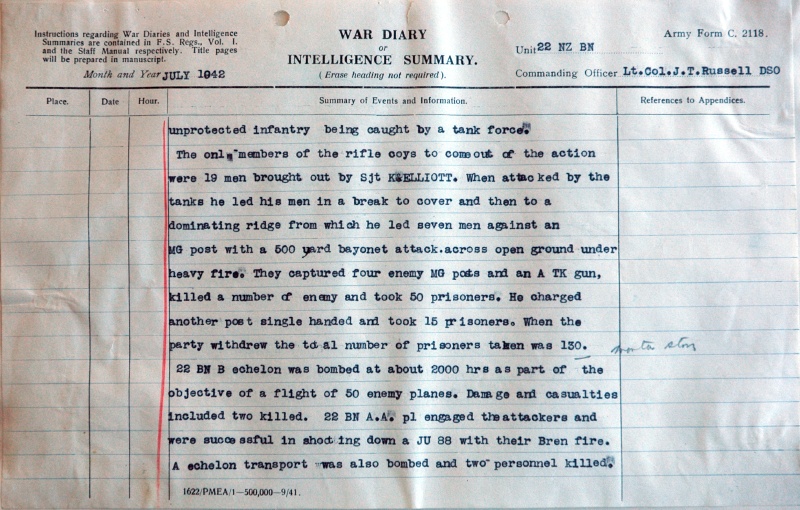 Instructions regarding War Diaries and Intelligence
Summaries are contained in F.S. Regs., Vol. I.
and the Staff Manual respectively. Title pages
will be prepared in manuscript.
Month and Year JULY 1942
WAR DIARY
or
INTELLIGENCE SUMMARY.
(Erase heading not required).
Army Form C. 2118.
Unit 22 NZ BN
Commanding Officer Lt.Col.J.T.Russell DSO
Place. Date Hour. Summary of Events and Information. References to Appendices.
unprotected infantry being caught by a tank force.
The only members of the rifle coys to come out of the action
were 19 men brought out by Sjt K ELLIOTT. When attacked by the
tanks he led his men in a break to cover and then to a
dominating ridge from which he led seven men against an
MG post with a 500 yard bayonet attack.across open ground under
heavy fire. They captured four enemy MG posts and an A TK gun,
killed a number of enemy and took 50 prisoners. He charged
another post single handed and took 15 prisoners. When the
party withdrew the total number of prisoners taken was 130.
22 BN B echelon was bombed at about 2000 hrs as part of the
objective of a flight of 50 enemy planes. Damage and casualties
included two killed. 22 BN A.A. pl engaged the attackers and
were successful in shooting down a JU 88 with their Bren fire.
A echelon transport was also bombed and two personnel killed.
1622/PMEA/1—500,000—9/41.